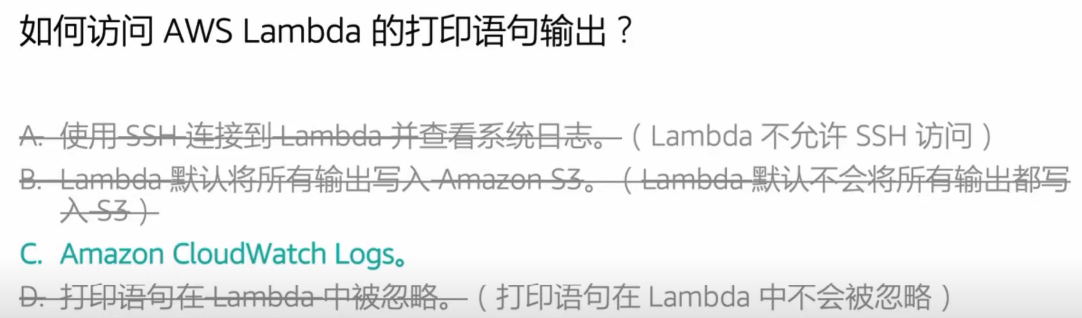 如何访问 AWS Lambda 的打印语句输出？
A. 使用 SSH 连接到 Lambda 并查看系统日志。（ Lambda 不允许 SSH 访问 ）
B. Lambda 默认将所有输出写入 Amazon S3。（ Lambda 默认不会将所有输出都写
入 S3 ）
C. Amazon CloudWatch Logs。
D. 打印语句在 Lambda 中被忽略。（ 打印语句在 Lambda 中不会被忽略 ）